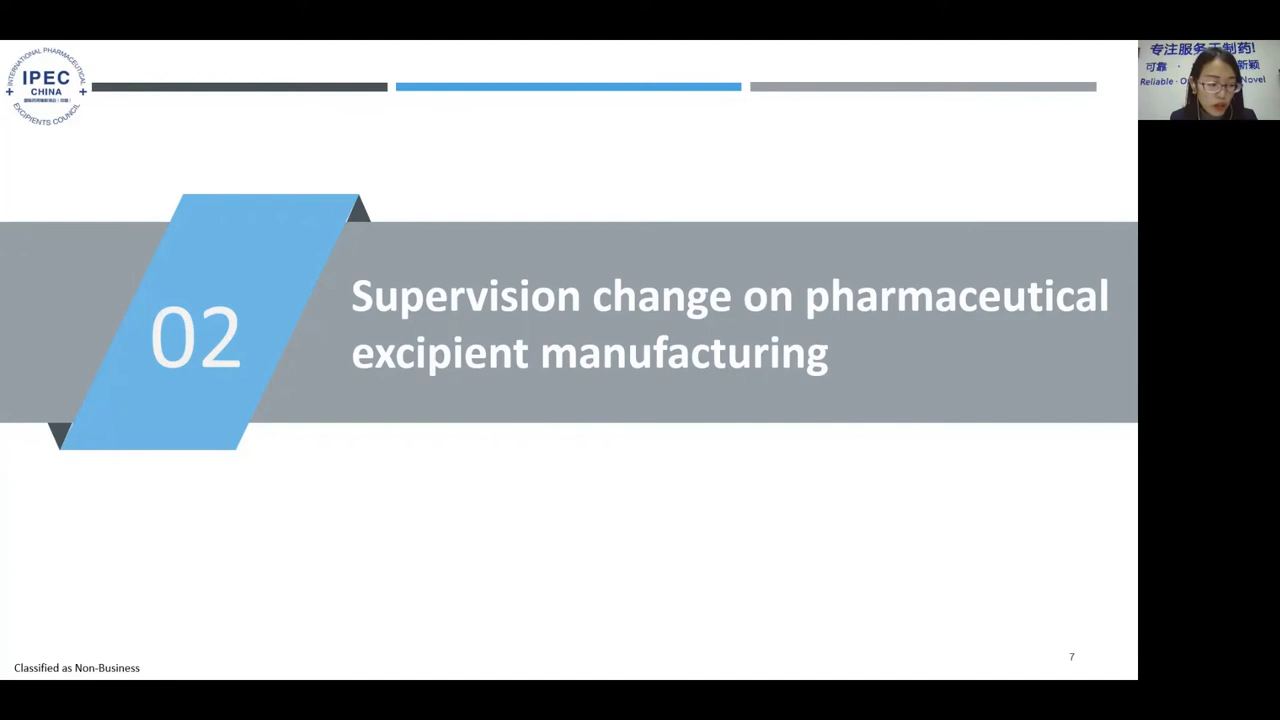 INTERNATIONAL PHARMACEUTICAL
IPEC
CHINA
EXCIPIENTS COUNCIL
专注服务于制药!
可靠 ·
新颖
Reliable ·
Novel
02
Supervision change on pharmaceutical
excipient manufacturing
7
Classified as Non-Business